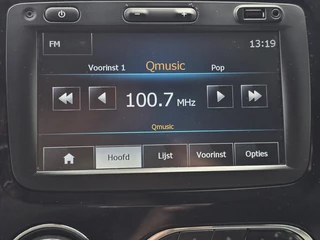 FM 13:19
Voorinst 1 Qmusic Pop
100.7 MHz
Qmusic
Hoofd Lijst Voorinst Opties